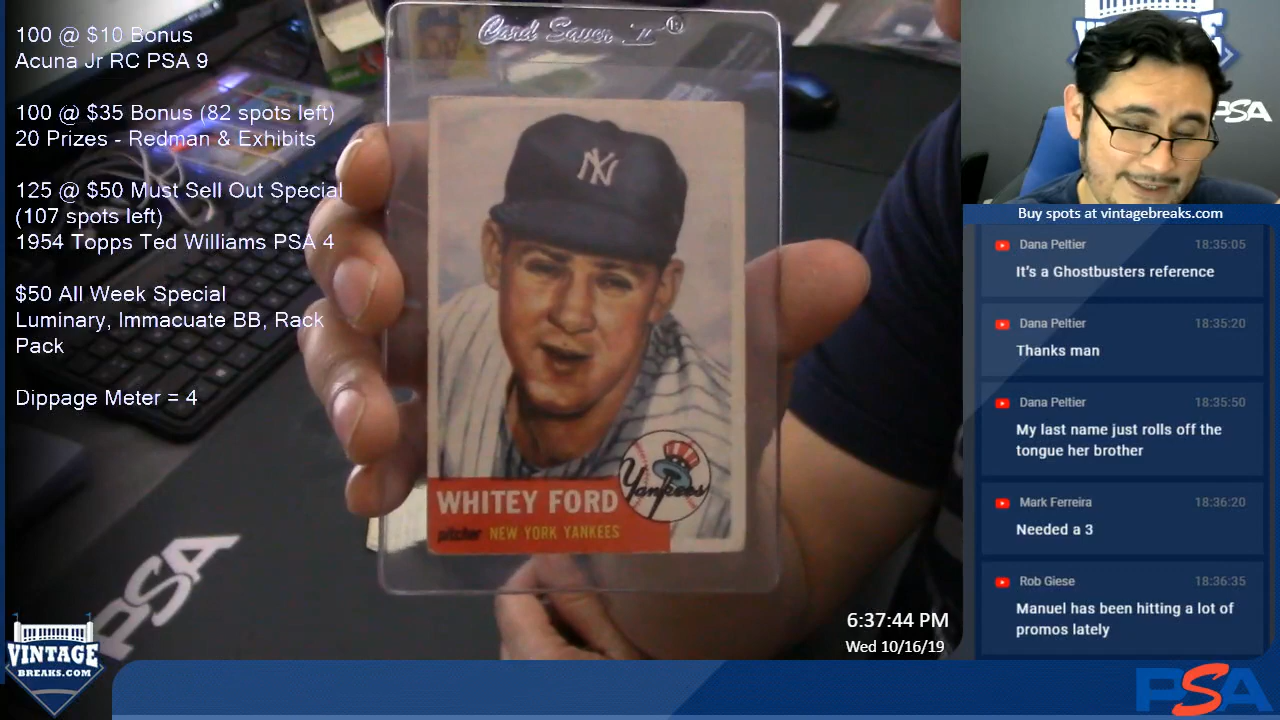 100 @ $10 Bonus
Acuna Jr RC PSA 9
100 @ $35 Bonus (82 spots left)
20 Prizes - Redman & Exhibits
125 @ $50 Must Sell Out Special
(107 spots left)
1954 Topps Ted Williams PSA 4
$50 All Week Special
Luminary, Immacuate BB, Rack
Pack
Dippage Meter = 4
Card Saver II
NY
WHITEY FORD
pitcher NEW YORK YANKEES
Yankees
PSA
VINTAGE
BREAKS.COM
6:37:44 PM
Wed 10/16/19
VINTAGE
PSA
Buy spots at vintagebreaks.com
Dana Peltier 18:35:05
It's a Ghostbusters reference
Dana Peltier 18:35:20
Thanks man
Dana Peltier 18:35:50
My last name just rolls off the
tongue her brother
Mark Ferreira 18:36:20
Needed a 3
Rob Giese 18:36:35
Manuel has been hitting a lot of
promos lately
PSA